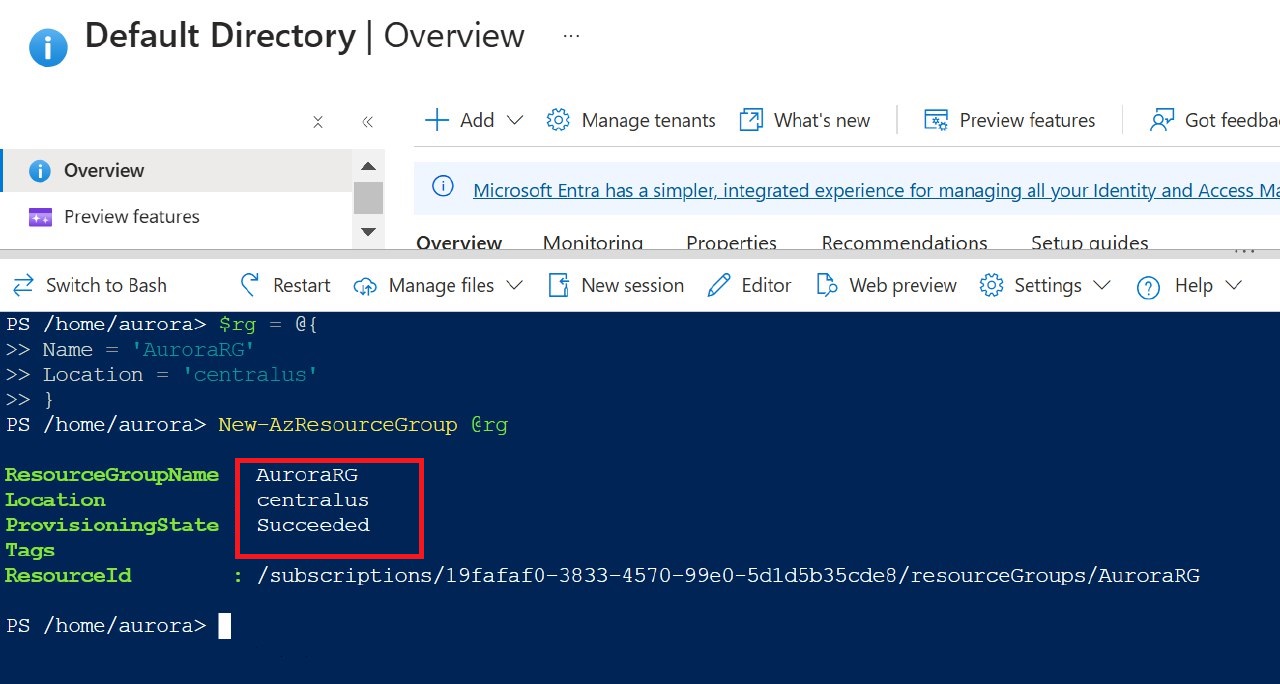 Default Directory | Overview ...
Add Manage tenants What's new Preview features Got feedba
Overview
Preview features
Microsoft Entra has a simpler, integrated experience for managing all your Identity and Access Ma
Overview Monitoring Properties Recommendations Setup guides
Switch to Bash Restart Manage files New session Editor Web preview Settings Help
PS /home/aurora> $rg = @{
>> Name = 'AuroraRG'
>> Location = 'centralus'
>> }
PS /home/aurora> New-AzResourceGroup @rg
ResourceGroupName AuroraRG
Location centralus
ProvisioningState Succeeded
Tags
ResourceId : /subscriptions/19fafaf0-3833-4570-99e0-5d1d5b35cde8/resourceGroups/AuroraRG
PS /home/aurora>